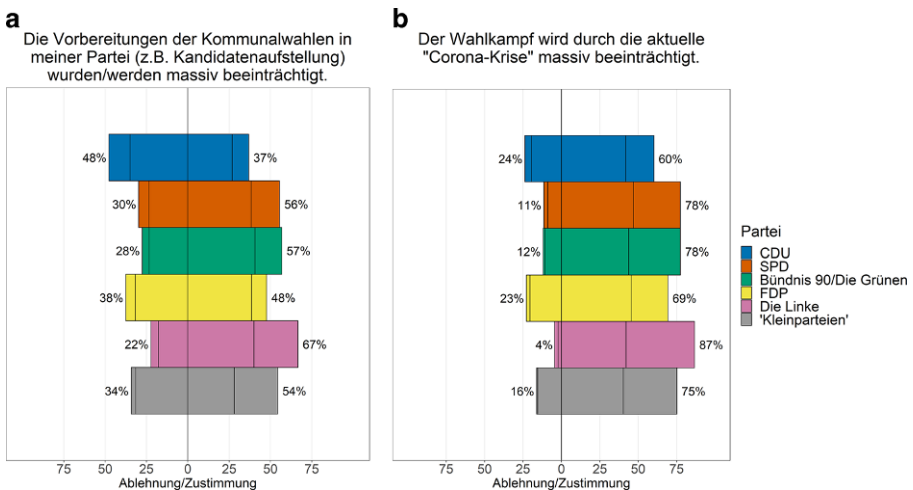 a
Die Vorbereitungen der Kommunalwahlen in
meiner Partei (z.B. Kandidatenaufstellung)
wurden/werden massiv beeinträchtigt.
48%
37%
30%
56%
28%
57%
38%
48%
22%
67%
34%
54%
75 50 25 0 25 50 75
Ablehnung/Zustimmung
b
Der Wahlkampf wird durch die aktuelle
"Corona-Krise" massiv beeinträchtigt.
24%
60%
11%
78%
12%
78%
23%
69%
4%
87%
16%
75%
75 50 25 0 25 50 75
Ablehnung/Zustimmung
Partei
CDU
SPD
Bündnis 90/Die Grünen
FDP
Die Linke
'Kleinparteien'